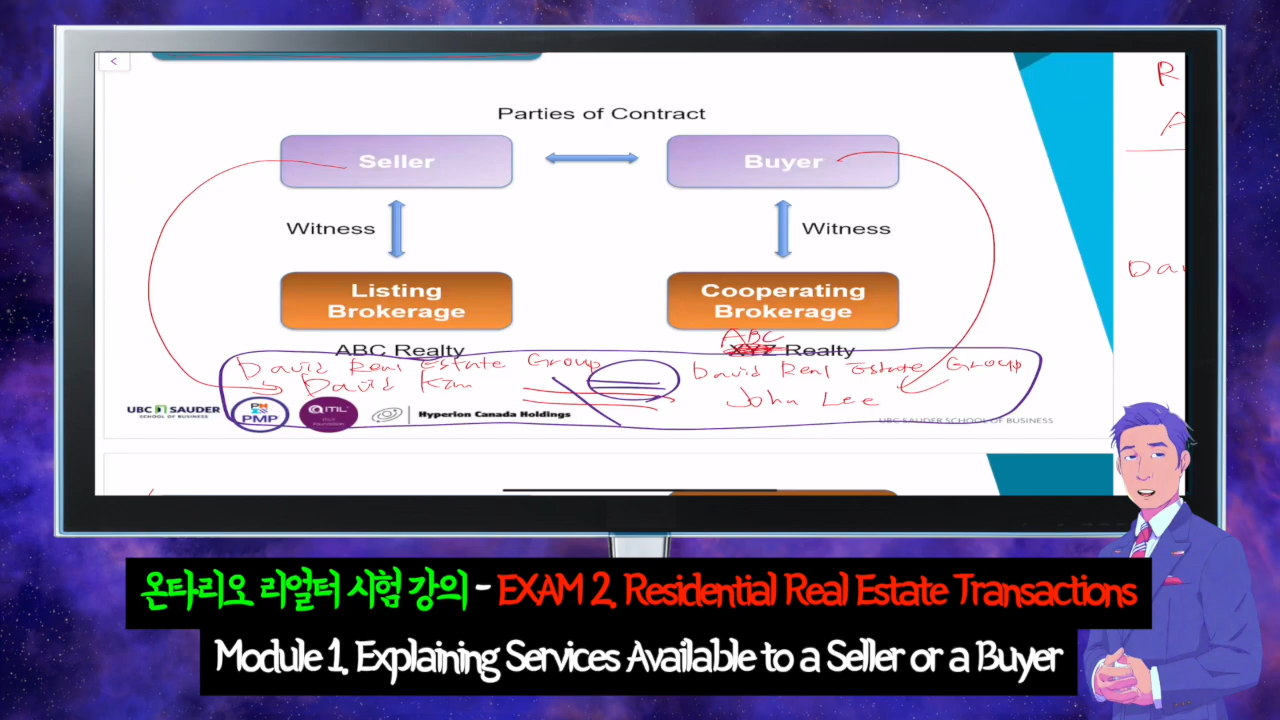 <
R
A
Parties of Contract
Seller
Buyer
Witness
Witness
Dav
Listing
Brokerage
Cooperating
Brokerage
ABC
ABC Realty
XYZ Realty
David Real Estate Group
David Kim
David Real Estate Group
John Lee
UBC SAUDER
SCHOOL OF BUSINESS
PMP
ITIL
Foundation
Hyperion Canada Holdings
UBC SAUDER SCHOOL OF BUSINESS
온타리오 리얼터 시험 강의 - EXAM 2, Residential Real Estate Transactions
Module 1, Explaining Services Available to a Seller or a Buyer